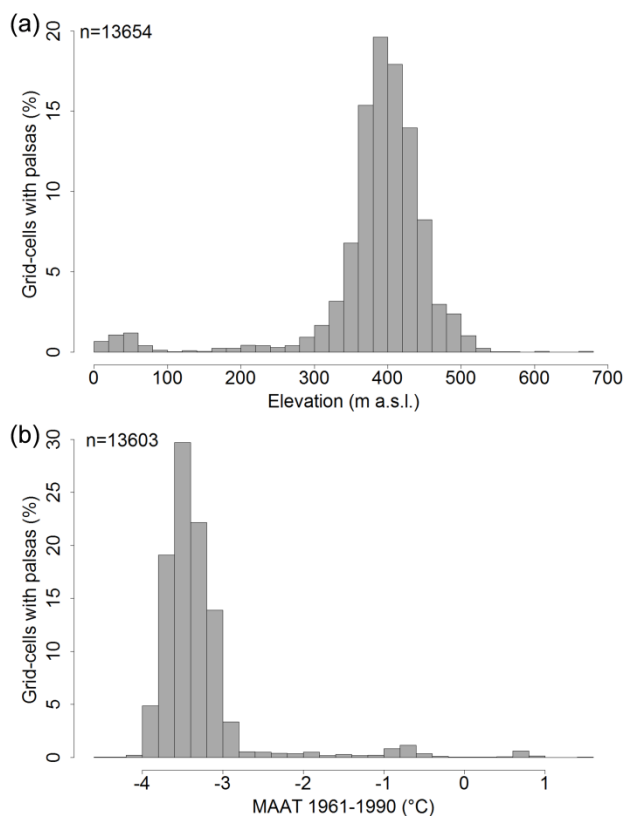 (a)
n=13654
Grid-cells with palsas (%)
0 5 10 15 20
0 100 200 300 400 500 600 700
Elevation (m a.s.l.)
(b)
n=13603
Grid-cells with palsas (%)
0 5 10 15 20 25 30
-4 -3 -2 -1 0 1
MAAT 1961-1990 (°C)